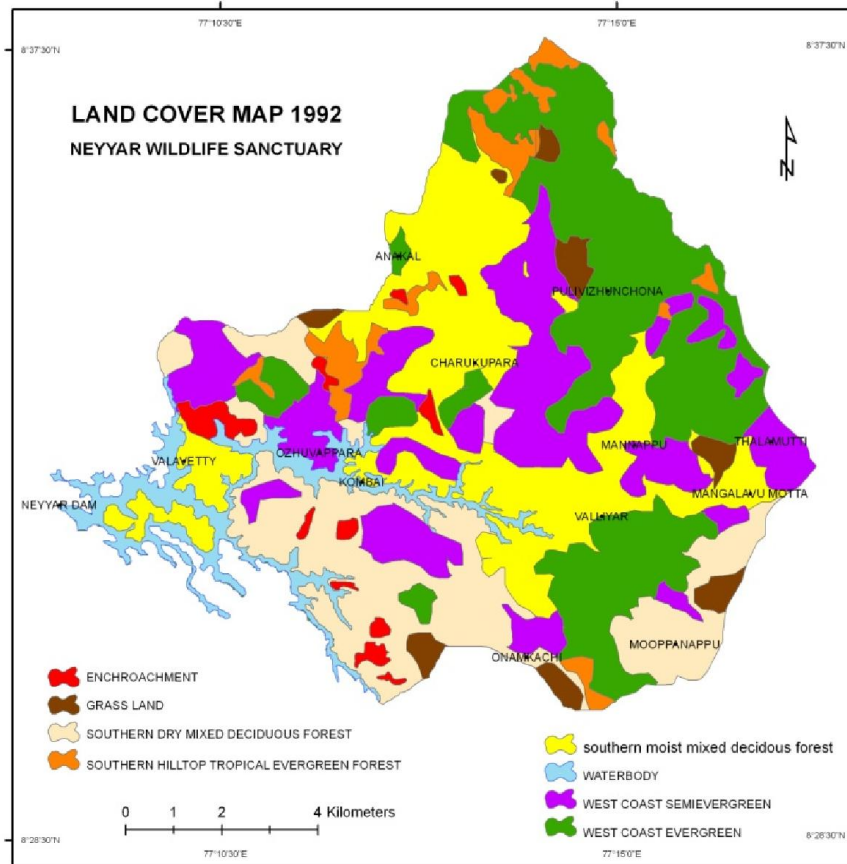 77°10'30"E 77°15'0"E
8°37'30"N 8°37'30"N
LAND COVER MAP 1992
NEYYAR WILDLIFE SANCTUARY
N
ANAKAL
PULIVIZHUNCHONA
CHARUKUPARA
MANNAPPU
THALAMUTTI
OZHUVAPPARA
VALAVETTY
KOMBAI
MANGALAVU MOTTA
NEYYAR DAM
VALLIYAR
MOOPPANAPPU
ONAMKACHI
ENCHROACHMENT
GRASS LAND
SOUTHERN DRY MIXED DECIDUOUS FOREST
SOUTHERN HILLTOP TROPICAL EVERGREEN FOREST
southern moist mixed decidous forest
WATERBODY
WEST COAST SEMIEVERGREEN
WEST COAST EVERGREEN
0 1 2 4 Kilometers
8°28'30"N 8°28'30"N
77°10'30"E 77°15'0"E